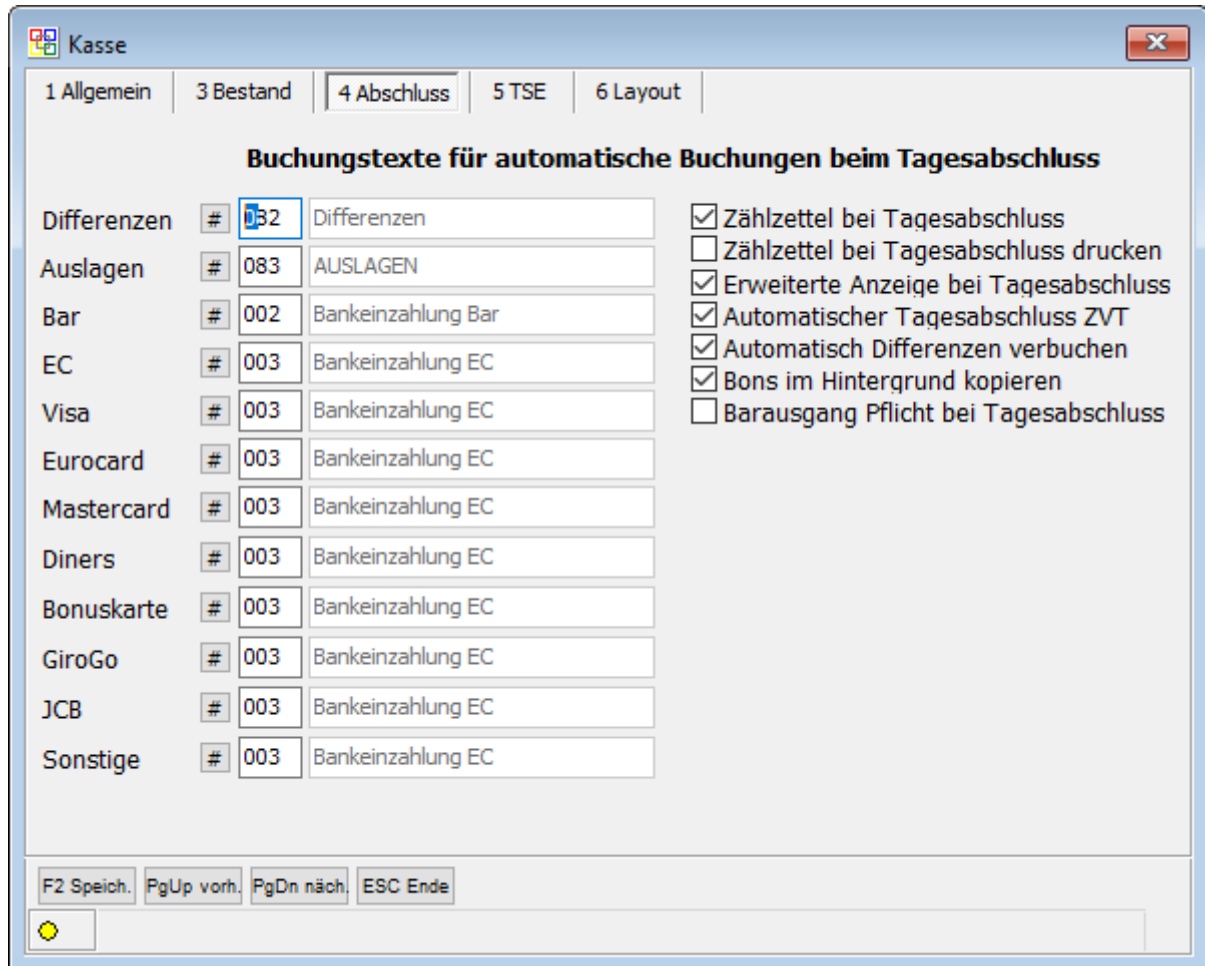 Kasse
1 Allgemein 3 Bestand 4 Abschluss 5 TSE 6 Layout
Buchungstexte für automatische Buchungen beim Tagesabschluss
Differenzen # 082 Differenzen
Auslagen # 083 AUSLAGEN
Bar # 002 Bankeinzahlung Bar
EC # 003 Bankeinzahlung EC
Visa # 003 Bankeinzahlung EC
Eurocard # 003 Bankeinzahlung EC
Mastercard # 003 Bankeinzahlung EC
Diners # 003 Bankeinzahlung EC
Bonuskarte # 003 Bankeinzahlung EC
GiroGo # 003 Bankeinzahlung EC
JCB # 003 Bankeinzahlung EC
Sonstige # 003 Bankeinzahlung EC
Zählzettel bei Tagesabschluss
Zählzettel bei Tagesabschluss drucken
Erweiterte Anzeige bei Tagesabschluss
Automatischer Tagesabschluss ZVT
Automatisch Differenzen verbuchen
Bons im Hintergrund kopieren
Barausgang Pflicht bei Tagesabschluss
F2 Speich. PgUp vorh. PgDn näch. ESC Ende